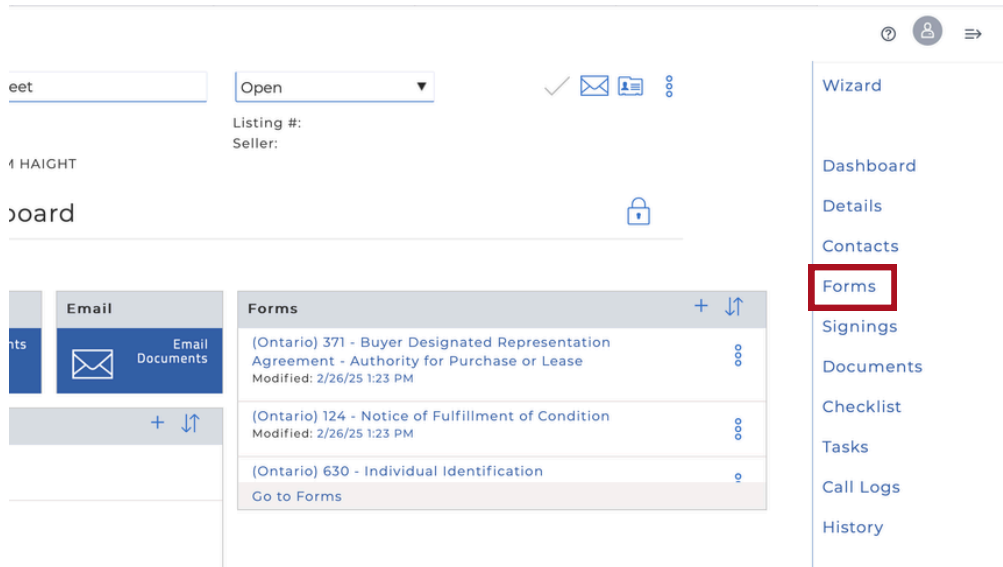 eet
Open
Listing #:
Seller:
M HAIGHT
board
Email
nts
Email
Documents
Forms
(Ontario) 371 - Buyer Designated Representation
Agreement - Authority for Purchase or Lease
Modified: 2/26/25 1:23 PM
(Ontario) 124 - Notice of Fulfillment of Condition
Modified: 2/26/25 1:23 PM
(Ontario) 630 - Individual Identification
Go to Forms
Wizard
Dashboard
Details
Contacts
Forms
Signings
Documents
Checklist
Tasks
Call Logs
History